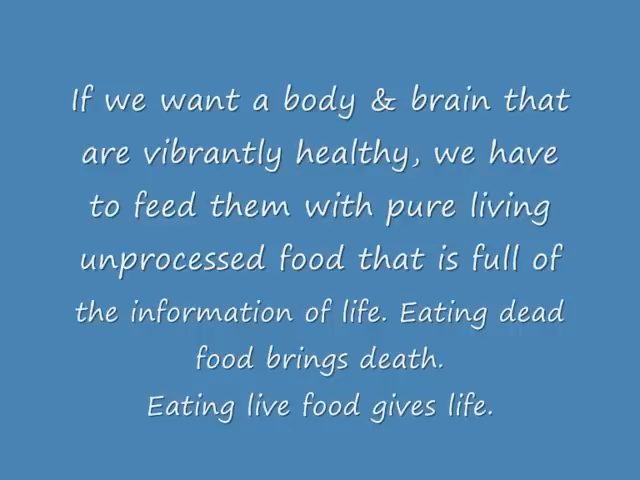 If we want a body & brain that
are vibrantly healthy, we have
to feed them with pure living
unprocessed food that is full of
the information of life. Eating dead
food brings death.
Eating live food gives life.